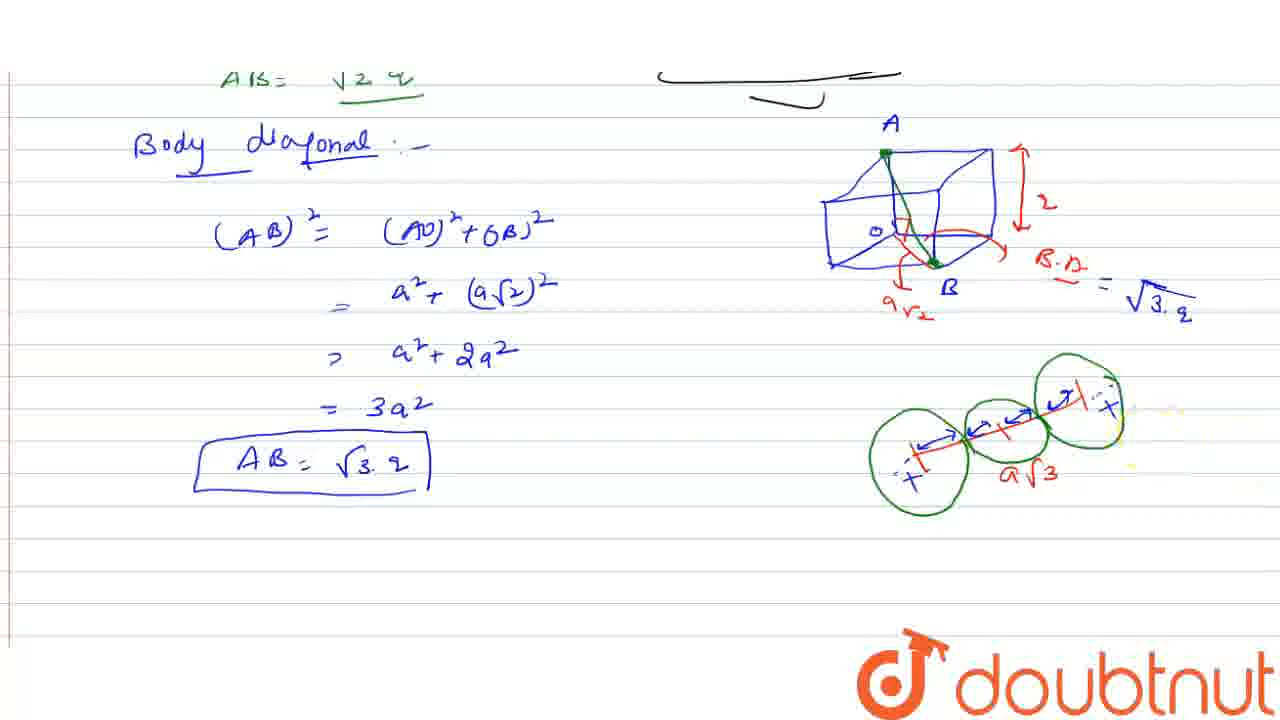 AB = √2 a
Body diagonal :-
(AB)² = (AO)² + OB)²
= a² + (a√2)²
= a² + 2a²
= 3a²
AB = √3. a
A
O
B
a
a√2
B.D = √3. a
a√3
doubtnut